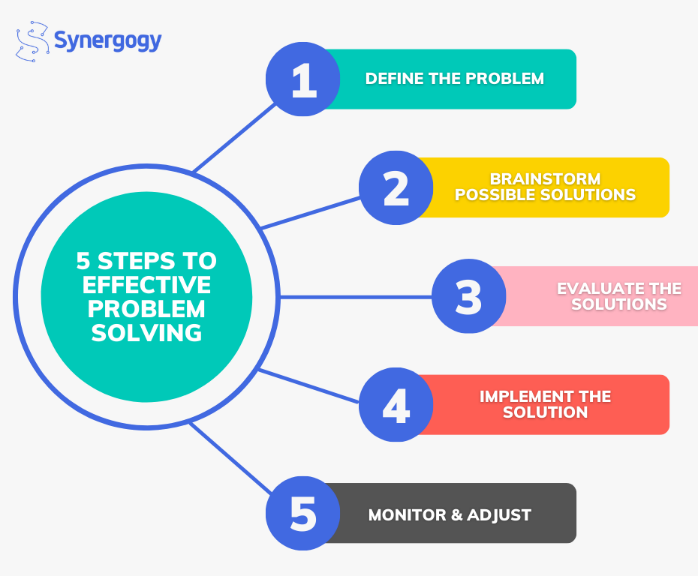 Synergogy
1
DEFINE THE PROBLEM
2
BRAINSTORM
POSSIBLE SOLUTIONS
5 STEPS TO
EFFECTIVE
PROBLEM
SOLVING
3
EVALUATE THE
SOLUTIONS
4
IMPLEMENT THE
SOLUTION
5
MONITOR & ADJUST